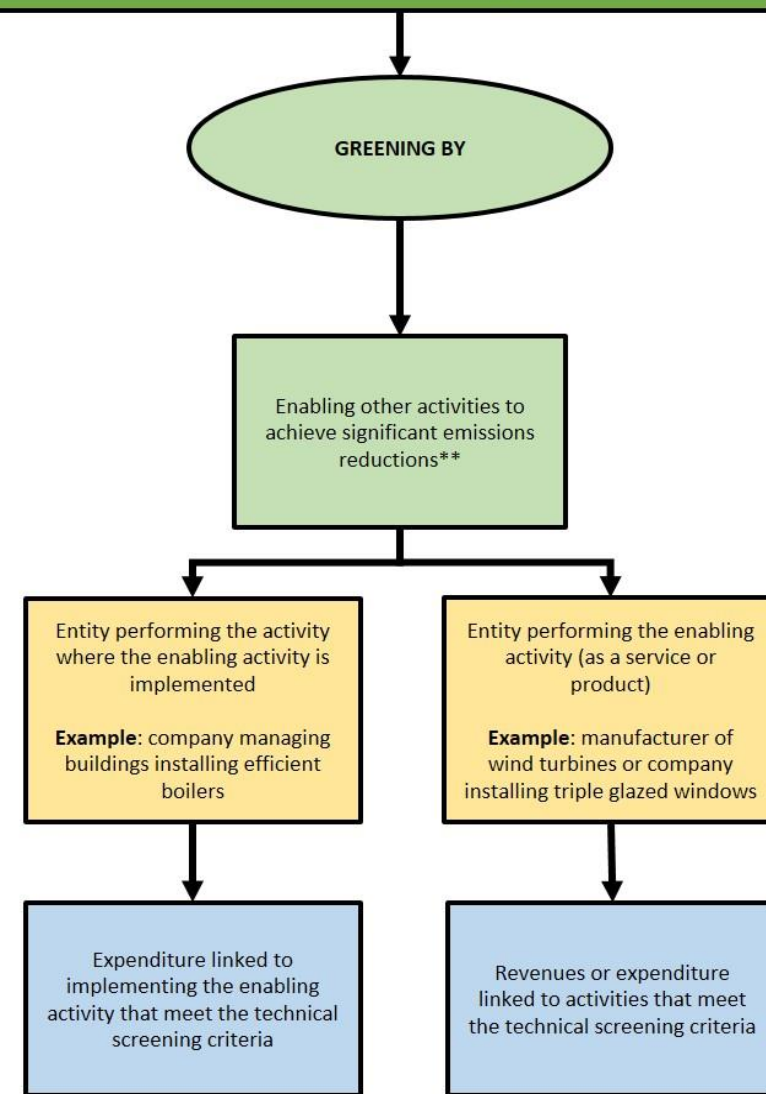 GREENING BY
Enabling other activities to
achieve significant emissions
reductions**
Entity performing the activity
where the enabling activity is
implemented
Example: company managing
buildings installing efficient
boilers
Entity performing the enabling
activity (as a service or
product)
Example: manufacturer of
wind turbines or company
installing triple glazed windows
Expenditure linked to
implementing the enabling
activity that meet the technical
screening criteria
Revenues or expenditure
linked to activities that meet
the technical screening criteria